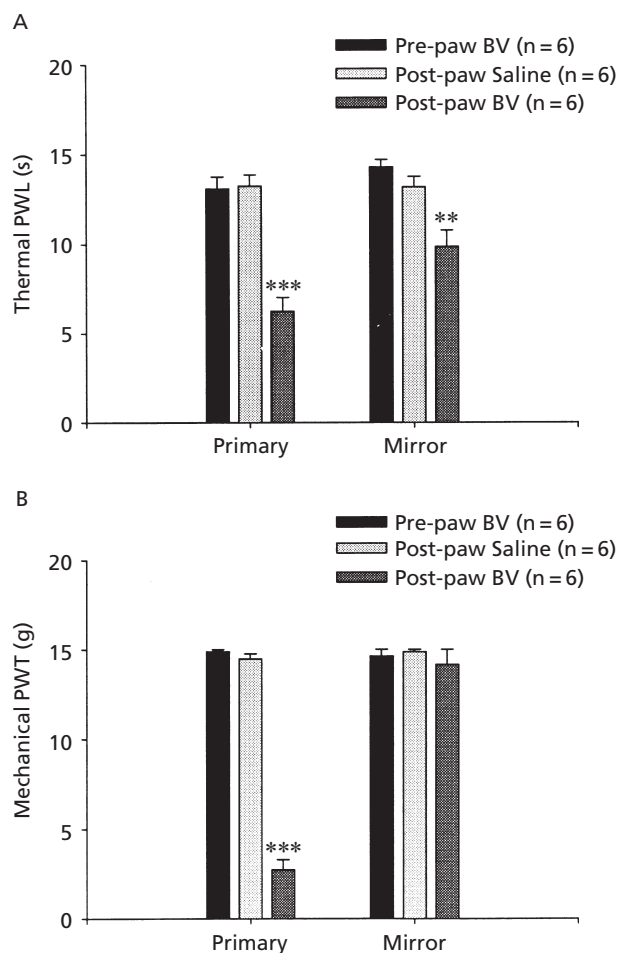 A
Pre-paw BV (n = 6)
Post-paw Saline (n = 6)
Post-paw BV (n = 6)
20
15
10
5
0
Thermal PWL (s)
***
**
Primary Mirror
B
Pre-paw BV (n = 6)
Post-paw Saline (n = 6)
Post-paw BV (n = 6)
20
15
10
5
0
Mechanical PWT (g)
***
Primary Mirror